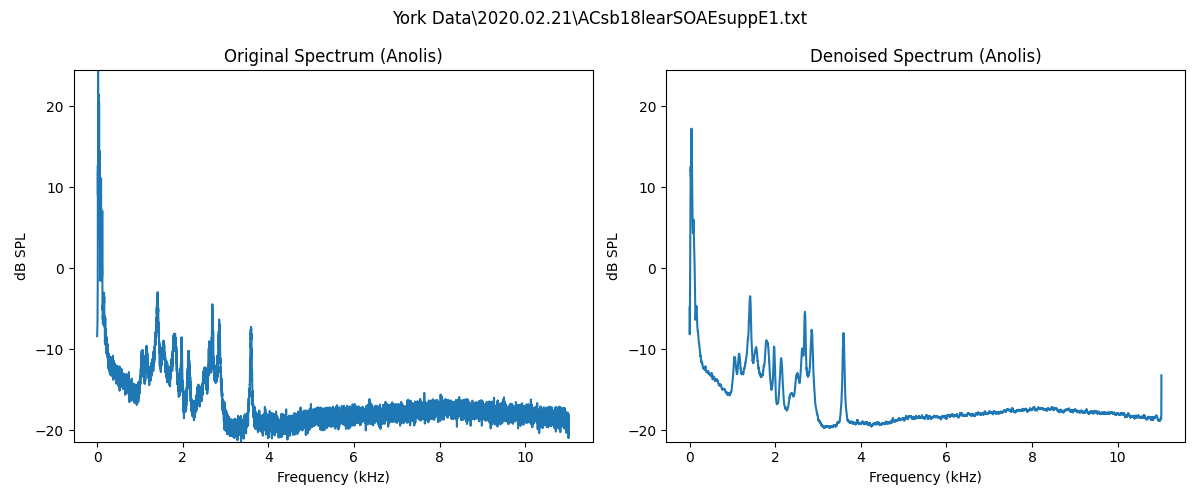 York Data\2020.02.21\ACsb18learSOAEsuppE1.txt
Original Spectrum (Anolis)
20
10
0
−10
−20
dB SPL
0 2 4 6 8 10
Frequency (kHz)
Denoised Spectrum (Anolis)
20
10
0
−10
−20
dB SPL
0 2 4 6 8 10
Frequency (kHz)